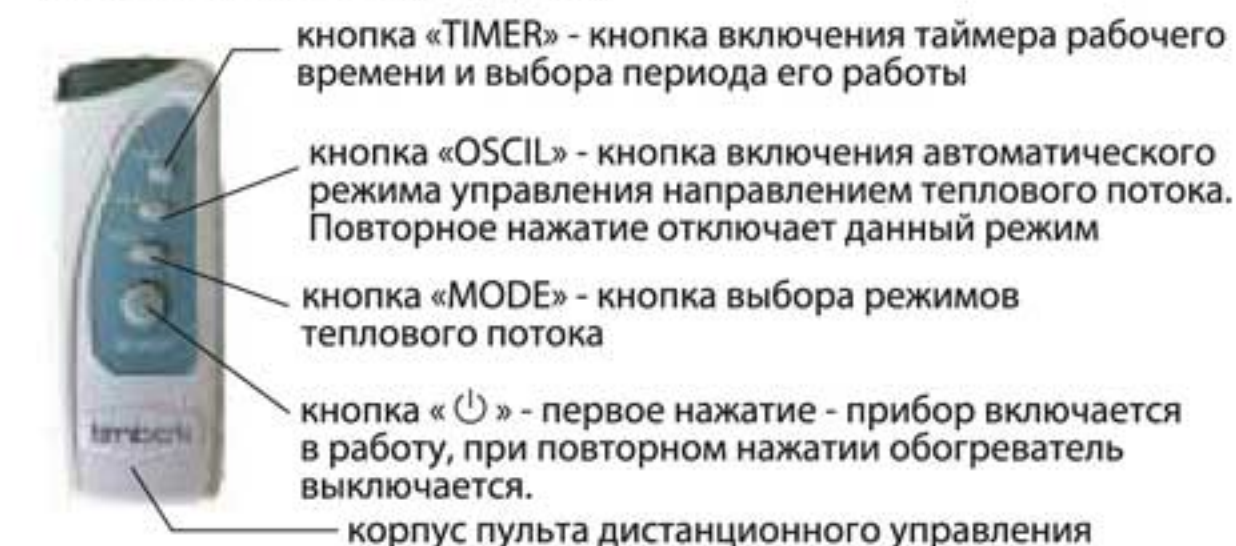 кнопка «TIMER» - кнопка включения таймера рабочего
времени и выбора периода его работы
кнопка «OSCIL» - кнопка включения автоматического
режима управления направлением теплового потока.
Повторное нажатие отключает данный режим
кнопка «MODE» - кнопка выбора режимов
теплового потока
кнопка « ⏻ » - первое нажатие - прибор включается
в работу, при повторном нажатии обогреватель
выключается.
timberk
корпус пульта дистанционного управления